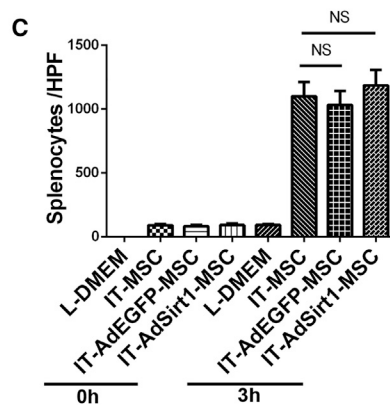 C
NS
NS
Splenocytes /HPF
1500
1000
500
0
L-DMEM
IT-MSC
IT-AdEGFP-MSC
IT-AdSirt1-MSC
L-DMEM
IT-MSC
IT-AdEGFP-MSC
IT-AdSirt1-MSC
0h
3h